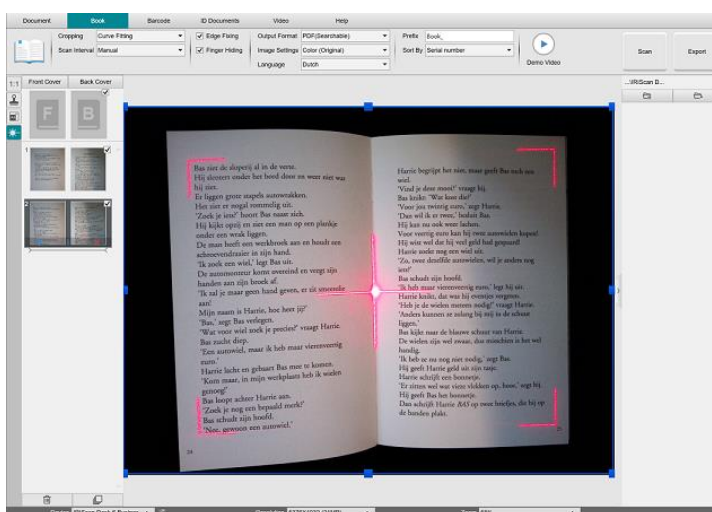 Document Book Barcode ID Documents Video Help
Cropping Curve Fitting
Edge Fixing
Output Format PDF(Searchable)
Prefix Book_
Scan Interval Manual
Finger Hiding
Image Settings Color (Original)
Sort By Serial number
Language Dutch
Demo Video
Scan
Export
1:1
Front Cover Back Cover
F B
1
2
Bas ziet de sloperij al in de verte.
Hij slentert onder het bord door en weer niet wat
hij ziet.
Er liggen grote stapels autowrakken.
Het ziet er nogal rommelig uit.
'Zoek je iets?' hoort Bas naast zich.
Hij kijkt opzij en ziet een man op een plankje
onder een wrak liggen.
De man heeft een werkbroek aan en houdt een
schroevendraaier in zijn hand.
'Ik zoek een wiel,' legt Bas uit.
De automonteur komt overeind en veegt zijn
handen aan zijn broek af.
'Ik zal je maar geen hand geven, er zit smeerolie
aan!
Mijn naam is Harrie, hoe heet jij?'
'Bas,' zegt Bas verlegen.
'Wat voor wiel zoek je precies?' vraagt Harrie.
Bas zucht diep.
'Een autowiel, maar ik heb maar vierenveertig
euro.'
Harrie lacht en gebaart Bas mee te komen.
'Kom maar, in mijn werkplaats heb ik wielen
genoeg!'
Bas loopt achter Harrie aan.
'Zoek je nog een bepaald merk?'
Bas schudt zijn hoofd.
'Nee, gewoon een autowiel.'
24
Harrie begrijpt het niet, maar geeft Bas toch een
wiel.
'Vind je deze mooi?' vraagt hij.
Bas knikt. 'Wat kost die?'
'Voor jou twintig euro,' zegt Harrie.
'Dan wil ik er twee,' besluit Bas.
Hij kan nu ook weer lachen.
Voor veertig euro kan hij twee autowielen kopen!
Hij wist wel dat hij veel geld had gespaard!
Harrie zoekt nog een wiel uit.
'Zo, twee dezelfde autowielen, wil je anders nog
iets?'
Bas schudt zijn hoofd.
'Ik heb maar vierenveertig euro,' legt hij uit.
Harrie knikt, dat was hij eventjes vergeten.
'Heb je de wielen meteen nodig?' vraagt Harrie.
'Anders kunnen ze zolang bij mij in de schuur
liggen.'
Bas kijkt naar de blauwe schuur van Harrie.
De wielen zijn wel zwaar, dus misschien is het wel
handig.
'Ik heb ze nu nog niet nodig,' zegt Bas.
Hij geeft Harrie geld uit zijn tasje.
Harrie schrijft een bonnetje.
'Er zitten wel wat vieze vlekken op, hoor,' zegt hij.
Hij geeft Bas het bonnetje.
Dan schrijft Harrie BAS op twee briefjes, die hij op
de banden plakt.
25